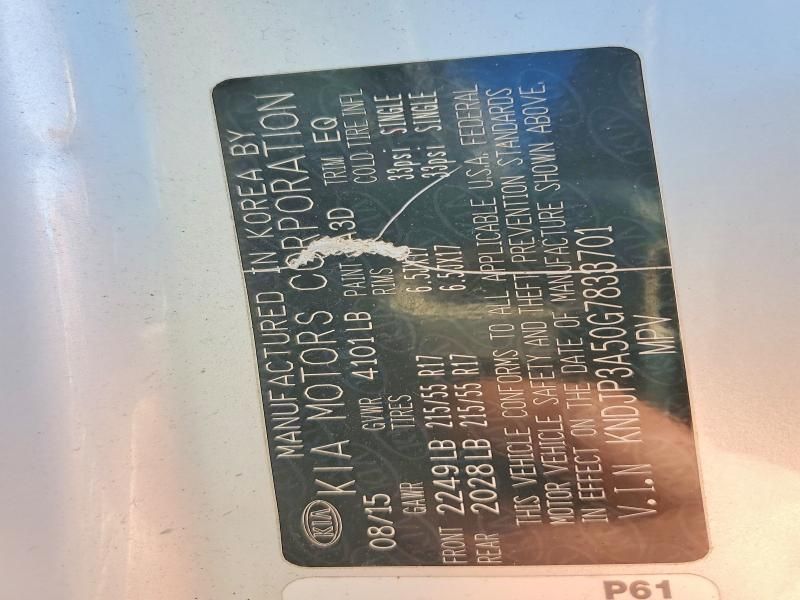 MANUFACTURED IN KOREA BY
KIA KIA MOTORS CORPORATION
08/15 GVWR 4101LB PAINT A3D TRIM EQ
GAWR TIRES RIMS COLD TIRE INFL
FRONT 2249LB 215/55 R17 6.5JX17 33psi SINGLE
REAR 2028LB 215/55 R17 6.5JX17 33psi SINGLE
THIS VEHICLE CONFORMS TO ALL APPLICABLE U.S.A. FEDERAL
MOTOR VEHICLE SAFETY AND THEFT PREVENTION STANDARDS
IN EFFECT ON THE DATE OF MANUFACTURE SHOWN ABOVE.
V.I.N KNDJP3A50G7833701
MPV
P61